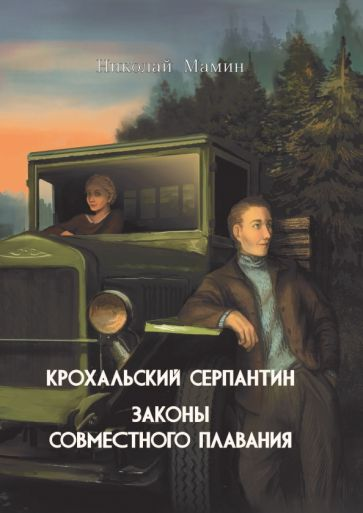 Николай Мамин
КРОХАЛЬСКИЙ СЕРПАНТИН
ЗАКОНЫ
СОВМЕСТНОГО ПЛАВАНИЯ